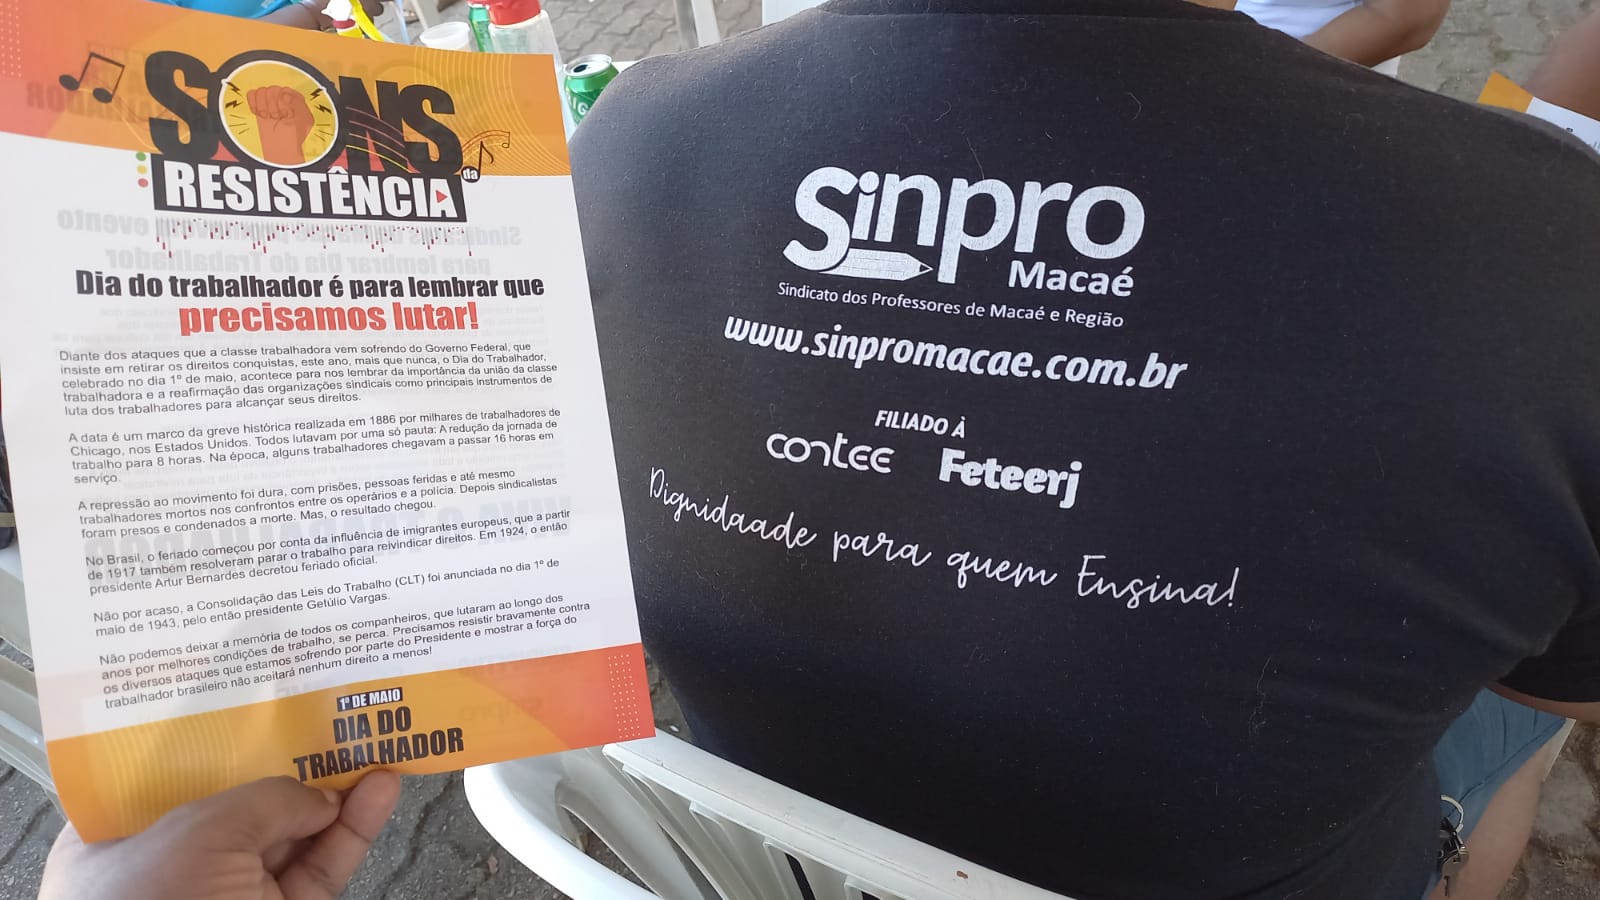 SONS
da
RESISTÊNCIA
Dia do trabalhador é para lembrar que
precisamos lutar!
Diante dos ataques que a classe trabalhadora vem sofrendo do Governo Federal, que
insiste em retirar os direitos conquistas, este ano, mais que nunca, o Dia do Trabalhador,
celebrado no dia 1º de maio, acontece para nos lembrar da importância da união da classe
trabalhadora e a reafirmação das organizações sindicais como principais instrumentos de
luta dos trabalhadores para alcançar seus direitos.
A data é um marco da greve histórica realizada em 1886 por milhares de trabalhadores de
Chicago, nos Estados Unidos. Todos lutavam por uma só pauta: A redução da jornada de
trabalho para 8 horas. Na época, alguns trabalhadores chegavam a passar 16 horas em
serviço.
A repressão ao movimento foi dura, com prisões, pessoas feridas e até mesmo
trabalhadores mortos nos confrontos entre os operários e a polícia. Depois sindicalistas
foram presos e condenados a morte. Mas, o resultado chegou.
No Brasil, o feriado começou por conta da influência de imigrantes europeus, que a partir
de 1917 também resolveram parar o trabalho para reivindicar direitos. Em 1924, o então
presidente Artur Bernardes decretou feriado oficial.
Não por acaso, a Consolidação das Leis do Trabalho (CLT) foi anunciada no dia 1º de
maio de 1943, pelo então presidente Getúlio Vargas.
Não podemos deixar a memória de todos os companheiros, que lutaram ao longo dos
anos por melhores condições de trabalho, se perca. Precisamos resistir bravamente contra
os diversos ataques que estamos sofrendo por parte do Presidente e mostrar a força do
trabalhador brasileiro não aceitará nenhum direito a menos!
1º DE MAIO
DIA DO
TRABALHADOR
Sinpro
Macaé
Sindicato dos Professores de Macaé e Região
www.sinpromacae.com.br
FILIADO À
contee Feteerj
Dignidaade para quem Ensina!